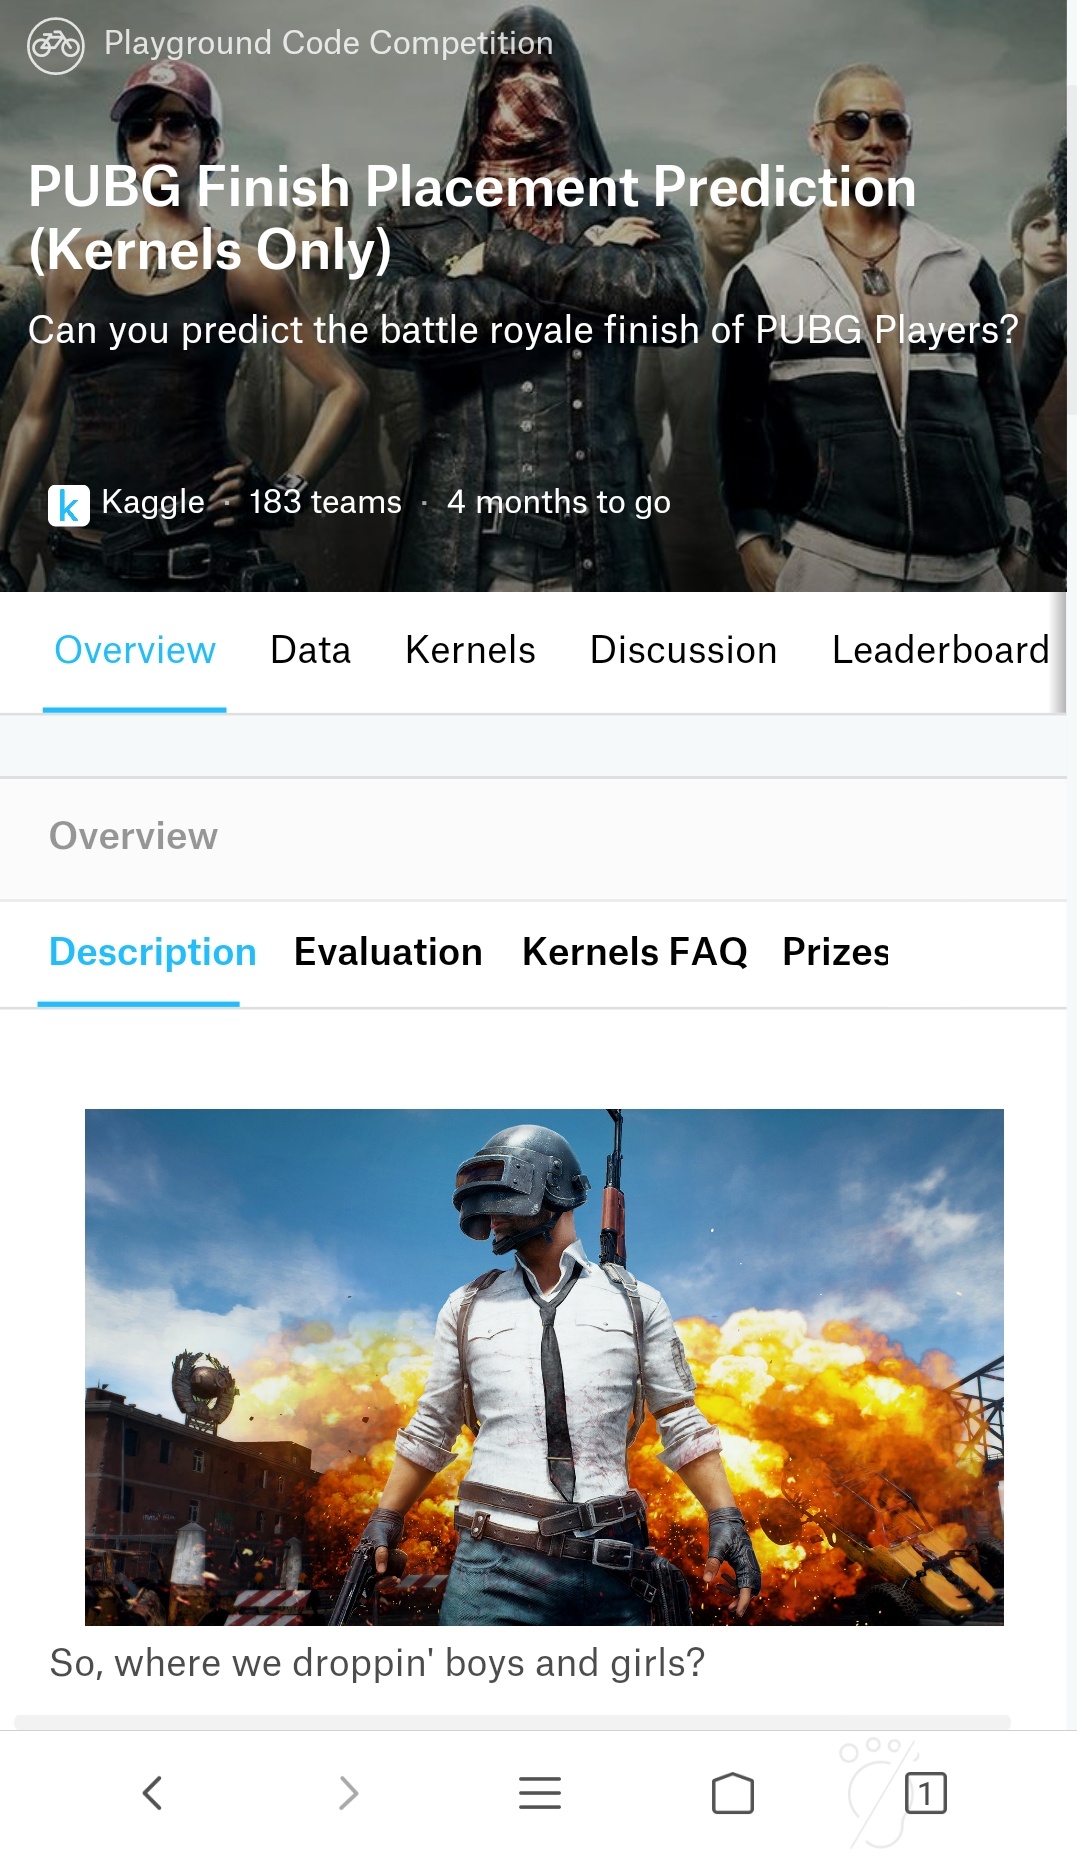 Playground Code Competition
PUBG Finish Placement Prediction
(Kernels Only)
Can you predict the battle royale finish of PUBG Players?
k Kaggle · 183 teams · 4 months to go
Overview Data Kernels Discussion Leaderboard
Overview
Description Evaluation Kernels FAQ Prizes
So, where we droppin' boys and girls?
1